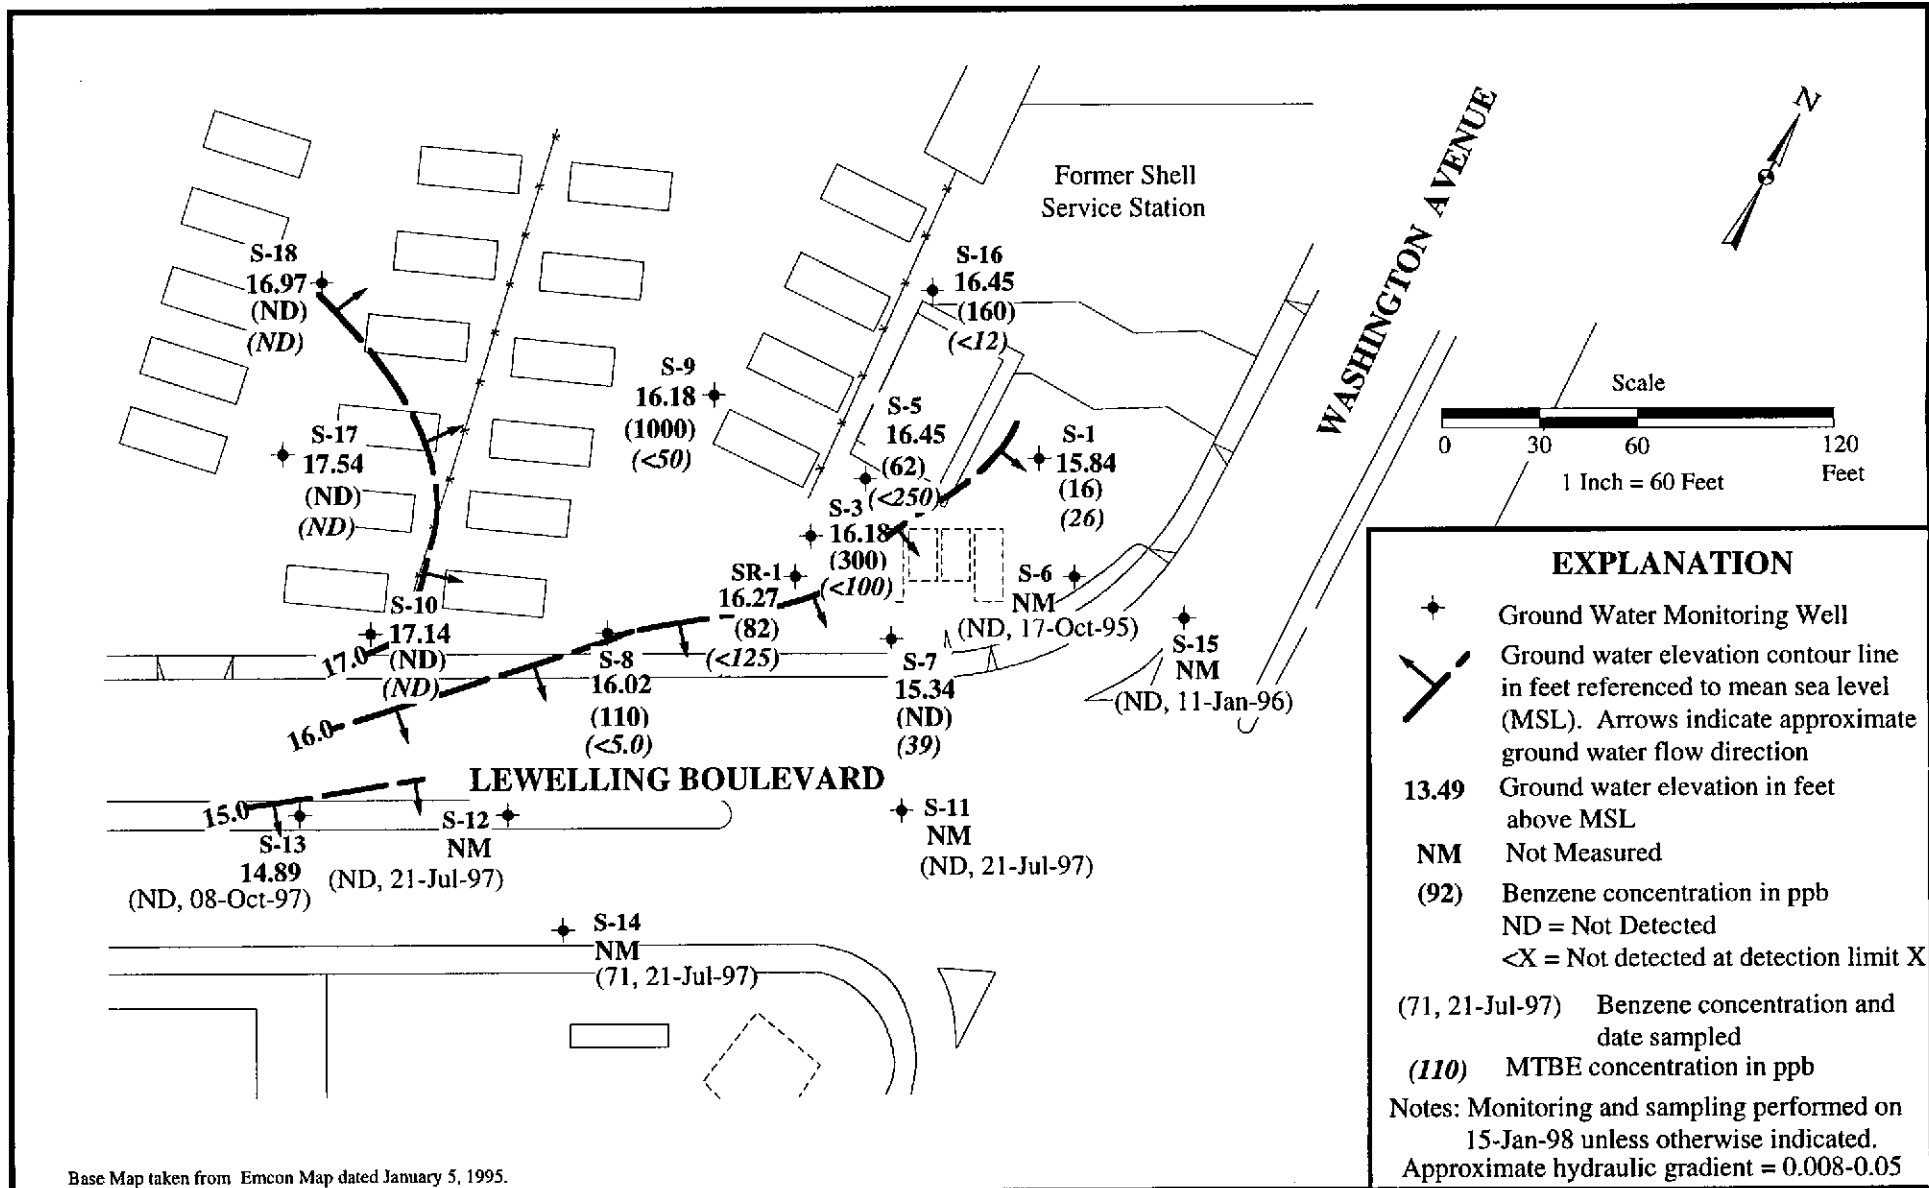 N
Former Shell
Service Station
WASHINGTON AVENUE
S-18
16.97
(ND)
(ND)
S-16
16.45
(160)
(<12)
S-9
16.18
(1000)
(<50)
S-5
16.45
(62)
(<250)
S-17
17.54
(ND)
(ND)
S-1
15.84
(16)
(26)
Scale
0 30 60 120
Feet
1 Inch = 60 Feet
S-3
16.18
(300)
(<100)
SR-1
16.27
(82)
(<125)
S-6
NM
(ND, 17-Oct-95)
S-10
17.14
(ND)
(ND)
17.0
S-8
16.02
(110)
(<5.0)
S-7
15.34
(ND)
(39)
S-15
NM
(ND, 11-Jan-96)
16.0
LEWELLING BOULEVARD
15.0
S-13
14.89
(ND, 08-Oct-97)
S-12
NM
(ND, 21-Jul-97)
S-11
NM
(ND, 21-Jul-97)
S-14
NM
(71, 21-Jul-97)
EXPLANATION
Ground Water Monitoring Well
Ground water elevation contour line
in feet referenced to mean sea level
(MSL). Arrows indicate approximate
ground water flow direction
13.49 Ground water elevation in feet
above MSL
NM Not Measured
(92) Benzene concentration in ppb
ND = Not Detected
<X = Not detected at detection limit X
(71, 21-Jul-97) Benzene concentration and
date sampled
(110) MTBE concentration in ppb
Notes: Monitoring and sampling performed on
15-Jan-98 unless otherwise indicated.
Approximate hydraulic gradient = 0.008-0.05
Base Map taken from Emcon Map dated January 5, 1995.